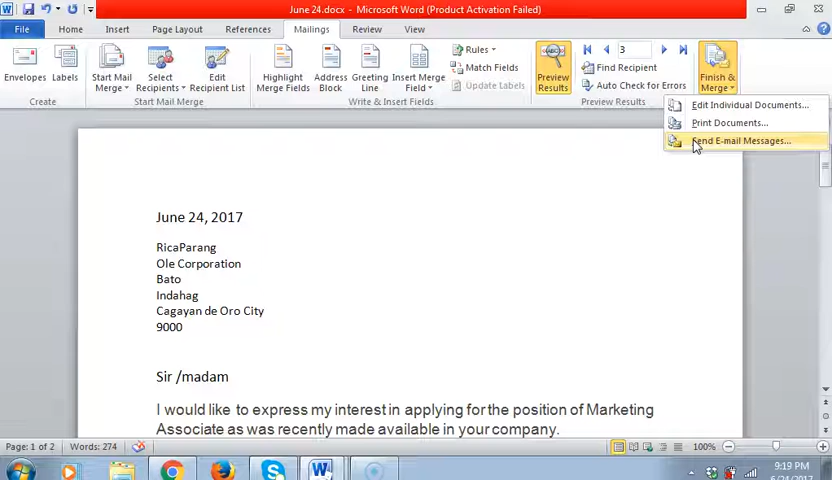 June 24.docx - Microsoft Word (Product Activation Failed)
File Home Insert Page Layout References Mailings Review View
Envelopes Labels
Create
Start Mail Merge Select Recipients Edit Recipient List
Start Mail Merge
Highlight Merge Fields Address Block Greeting Line Insert Merge Field
Rules
Match Fields
Update Labels
Write & Insert Fields
Preview Results
3
Find Recipient
Auto Check for Errors
Preview Results
Finish & Merge
Edit Individual Documents...
Print Documents...
Send E-mail Messages...
June 24, 2017
RicaParang
Ole Corporation
Bato
Indahag
Cagayan de Oro City
9000
Sir /madam
I would like to express my interest in applying for the position of Marketing
Associate as was recently made available in your company.
Page: 1 of 2 Words: 274 100%
9:19 PM
6/24/2017